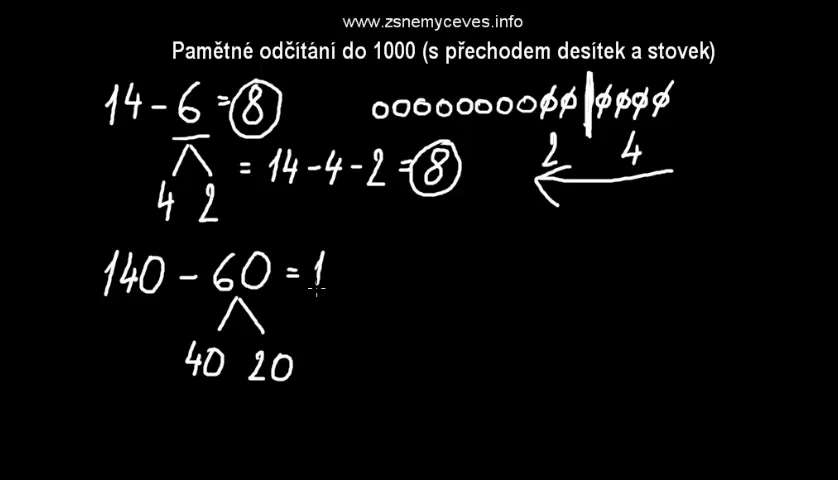 www.zsnemyceves.info
Pamětné odčítání do 1000 (s přechodem desítek a stovek)
14 - 6 = 8
4 2 = 14 - 4 - 2 = 8
2 4
140 - 60 = 1
40 20